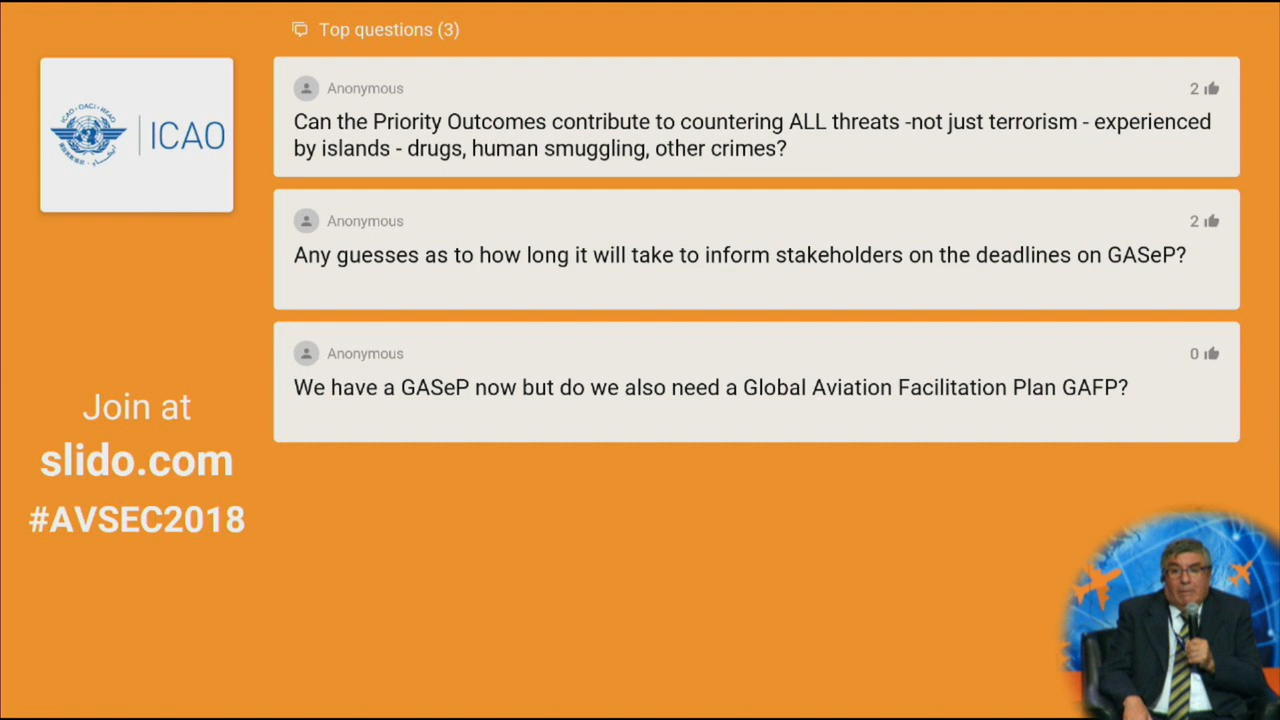 Top questions (3)
ICAO
Anonymous
2
Can the Priority Outcomes contribute to countering ALL threats -not just terrorism - experienced
by islands - drugs, human smuggling, other crimes?
Anonymous
2
Any guesses as to how long it will take to inform stakeholders on the deadlines on GASeP?
Anonymous
0
We have a GASeP now but do we also need a Global Aviation Facilitation Plan GAFP?
Join at
slido.com
#AVSEC2018